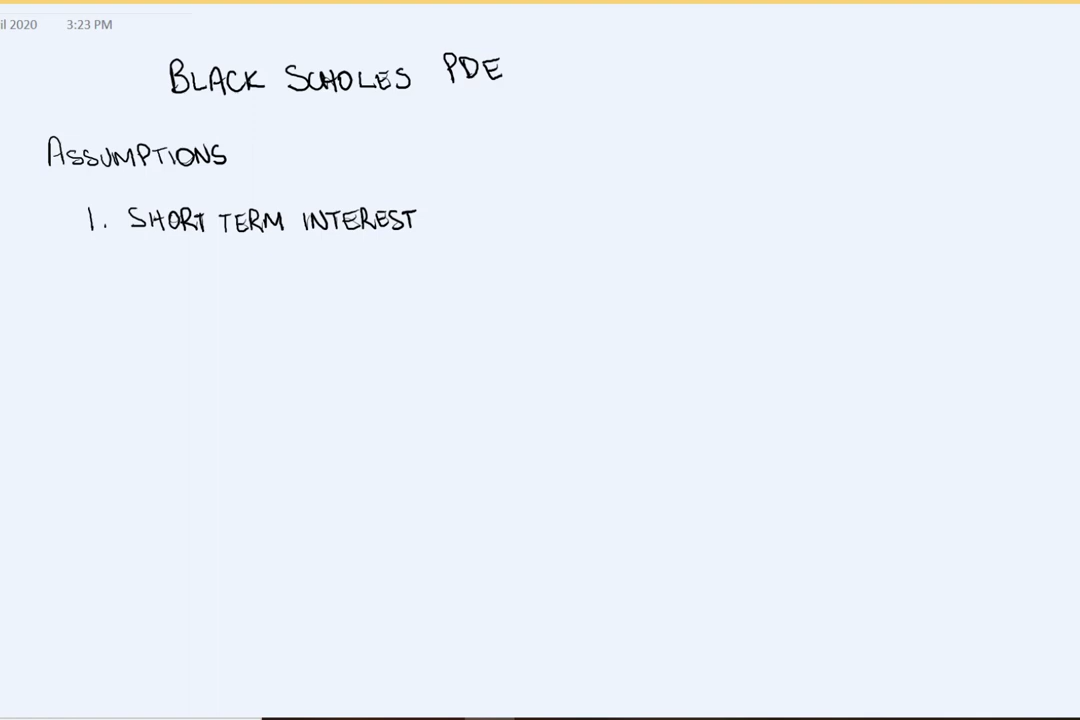 il 2020 3:23 PM
BLACK SCHOLES PDE
ASSUMPTIONS
1. SHORT TERM INTEREST